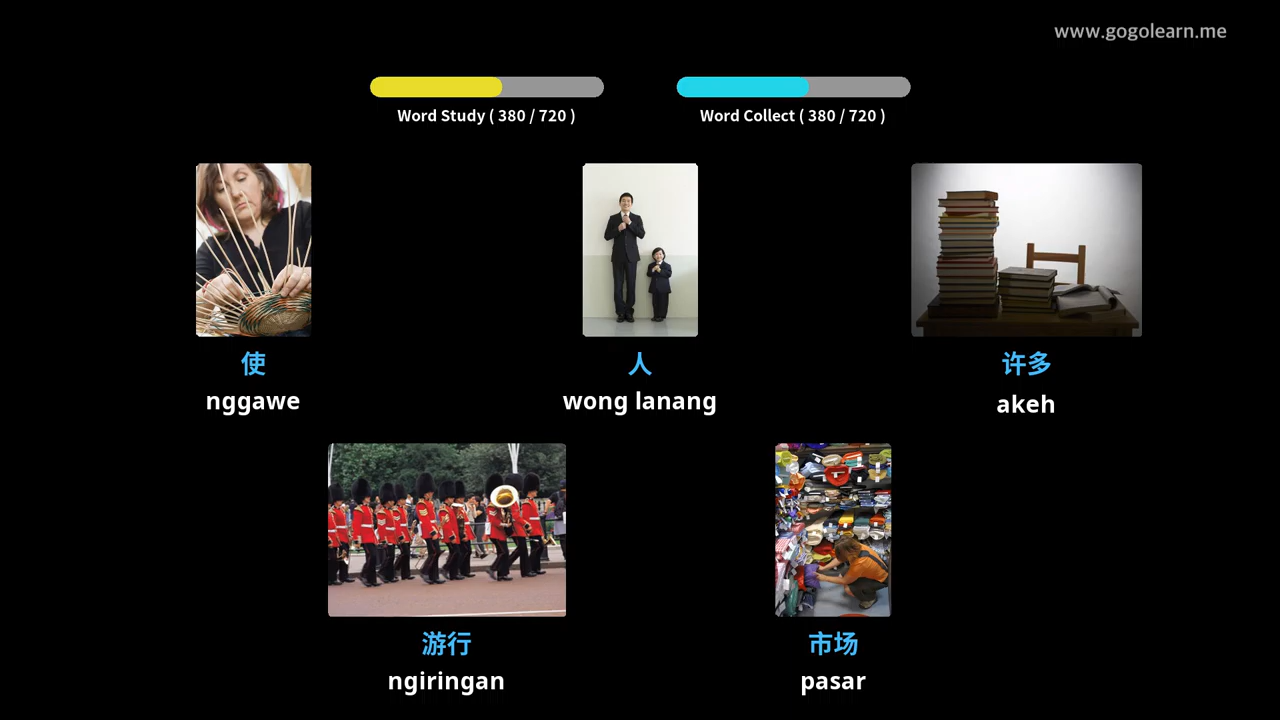 www.gogolearn.me
Word Study ( 380 / 720 )
Word Collect ( 380 / 720 )
使
nggawe
人
wong lanang
许多
akeh
游行
ngiringan
市场
pasar